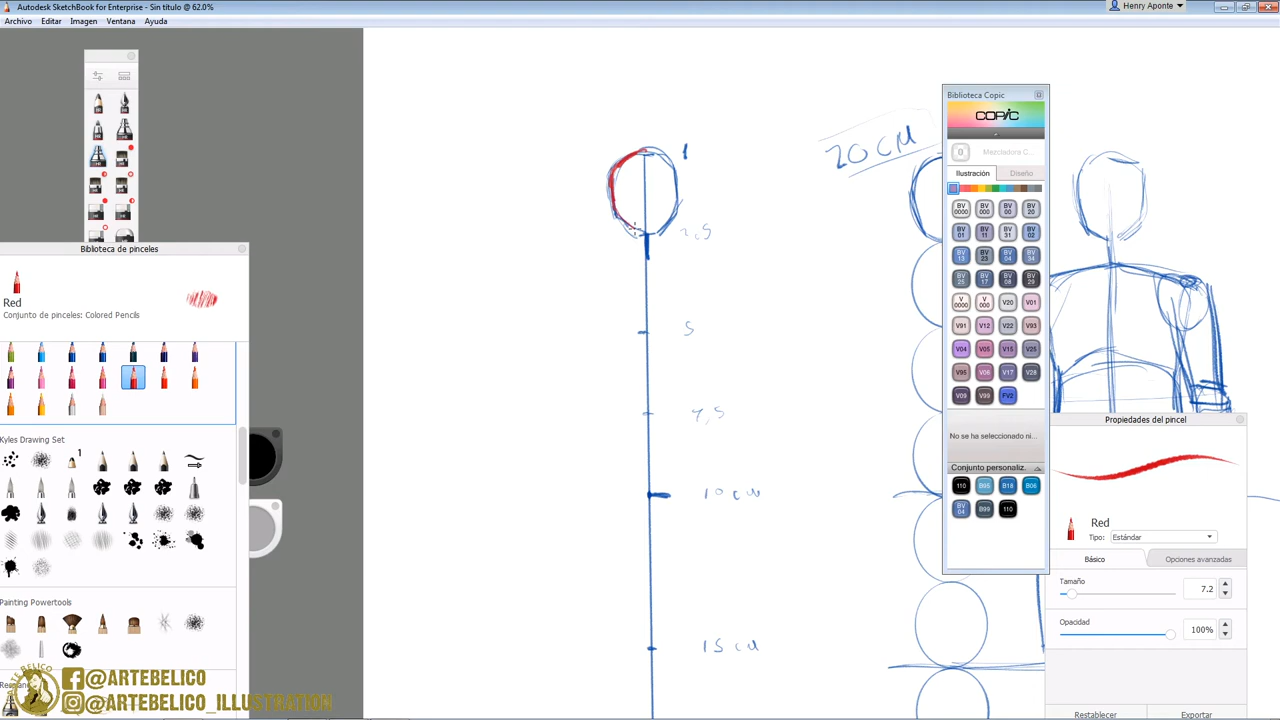 Autodesk SketchBook for Enterprise - Sin título @ 62.0%
Henry Aponte
Archivo Editar Imagen Ventana Ayuda
Biblioteca de pinceles
Red
Conjunto de pinceles: Colored Pencils
Kyles Drawing Set
1
Painting Powertools
@ARTEBELICO
@ARTEBELICO_ILLUSTRATION
1
2,5
5
7,5
10 cm
15 cm
20 CM
Biblioteca Copic
COPIC
Mezcladora C...
Ilustración Diseño
BV 0000 BV 000 BV 00 BV 20
BV 01 BV 11 BV 31 BV 02
BV 13 BV 23 BV 04 BV 34
BV 25 BV 17 BV 08 BV 29
V 0000 V 000 V20 V01
V91 V12 V22 V93
V04 V05 V15 V25
V95 V06 V17 V28
V09 V99 FV2
No se ha seleccionado ni...
Conjunto personaliz.
110 B95 B18 B06
BV 04 B99 110
Propiedades del pincel
Red
Tipo: Estándar
Básico Opciones avanzadas
Tamaño
7.2
Opacidad
100%
Restablecer Exportar